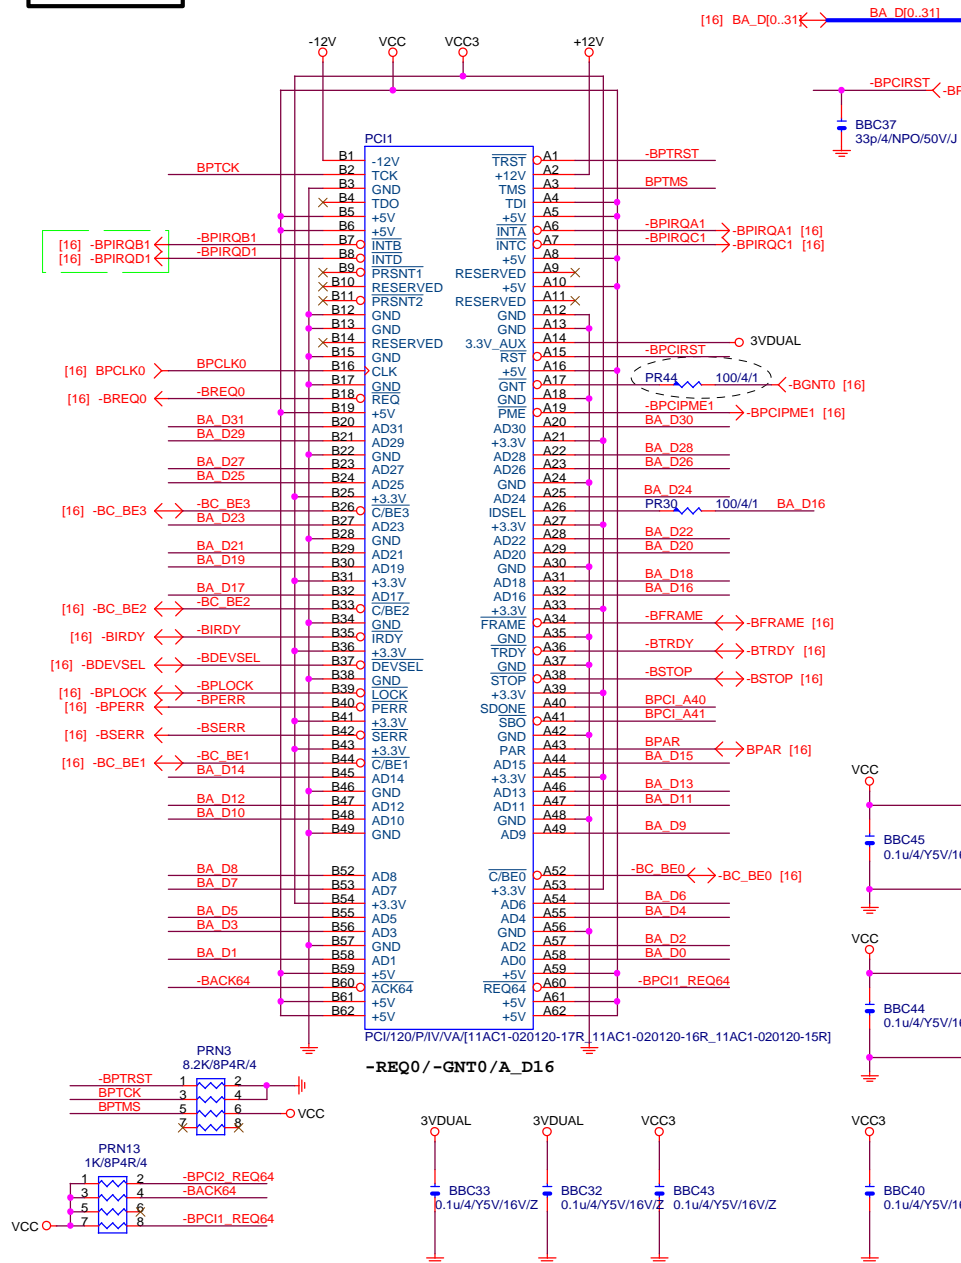 [16] BA_D[0..31] BA_D[0..31]
-12V VCC VCC3 +12V
-BPCIRST
BBC37
33p/4/NPO/50V/J
PCI1
B1 -12V TRST A1 -BPTRST
BPTCK B2 TCK +12V A2
B3 GND TMS A3 BPTMS
B4 TDO TDI A4
B5 +5V +5V A5
B6 +5V INTA A6 -BPIRQA1 -BPIRQA1 [16]
[16] -BPIRQB1 -BPIRQB1 B7 INTB INTC A7 -BPIRQC1 -BPIRQC1 [16]
[16] -BPIRQD1 -BPIRQD1 B8 INTD +5V A8
B9 PRSNT1 RESERVED A9
B10 RESERVED +5V A10
B11 PRSNT2 RESERVED A11
B12 GND GND A12
B13 GND GND A13
B14 RESERVED 3.3V_AUX A14 3VDUAL
B15 GND RST A15 -BPCIRST
[16] BPCLK0 BPCLK0 B16 CLK +5V A16
B17 GND GNT A17 PR44 100/4/1 -BGNT0 [16]
[16] -BREQ0 -BREQ0 B18 REQ GND A18
B19 +5V PME A19 -BPCIPME1 -BPCIPME1 [16]
BA_D31 B20 AD31 AD30 A20 BA_D30
BA_D29 B21 AD29 +3.3V A21
B22 GND AD28 A22 BA_D28
BA_D27 B23 AD27 AD26 A23 BA_D26
BA_D25 B24 AD25 GND A24
B25 +3.3V AD24 A25 BA_D24
[16] -BC_BE3 -BC_BE3 B26 C/BE3 IDSEL A26 PR30 100/4/1 BA_D16
BA_D23 B27 AD23 +3.3V A27
B28 GND AD22 A28 BA_D22
BA_D21 B29 AD21 AD20 A29 BA_D20
BA_D19 B30 AD19 GND A30
B31 +3.3V AD18 A31 BA_D18
BA_D17 B32 AD17 AD16 A32 BA_D16
[16] -BC_BE2 -BC_BE2 B33 C/BE2 +3.3V A33
B34 GND FRAME A34 -BFRAME -BFRAME [16]
[16] -BIRDY -BIRDY B35 IRDY GND A35
B36 +3.3V TRDY A36 -BTRDY -BTRDY [16]
[16] -BDEVSEL -BDEVSEL B37 DEVSEL GND A37
B38 GND STOP A38 -BSTOP -BSTOP [16]
[16] -BPLOCK -BPLOCK B39 LOCK +3.3V A39
[16] -BPERR -BPERR B40 PERR SDONE A40 BPCI_A40
B41 +3.3V SBO A41 BPCI_A41
[16] -BSERR -BSERR B42 SERR GND A42
B43 +3.3V PAR A43 BPAR BPAR [16]
[16] -BC_BE1 -BC_BE1 B44 C/BE1 AD15 A44 BA_D15
BA_D14 B45 AD14 +3.3V A45
B46 GND AD13 A46 BA_D13
BA_D12 B47 AD12 AD11 A47 BA_D11
BA_D10 B48 AD10 GND A48
B49 GND AD9 A49 BA_D9
BA_D8 B52 AD8 C/BE0 A52 -BC_BE0 -BC_BE0 [16]
BA_D7 B53 AD7 +3.3V A53
B54 +3.3V AD6 A54 BA_D6
BA_D5 B55 AD5 AD4 A55 BA_D4
BA_D3 B56 AD3 GND A56
B57 GND AD2 A57 BA_D2
BA_D1 B58 AD1 AD0 A58 BA_D0
B59 +5V +5V A59
-BACK64 B60 ACK64 REQ64 A60 -BPCI1_REQ64
B61 +5V +5V A61
B62 +5V +5V A62
PCI/120/P/IV/VA/[11AC1-020120-17R_11AC1-020120-16R_11AC1-020120-15R]
-REQ0/-GNT0/A_D16
VCC
BBC45
0.1u/4/Y5V/16
VCC
BBC44
0.1u/4/Y5V/16
PRN3
8.2K/8P4R/4
-BPTRST 1 2
BPTCK 3 4
BPTMS 5 6 VCC
7 8
PRN13
1K/8P4R/4
1 2 -BPCI2_REQ64
3 4 -BACK64
5 6
VCC 7 8 -BPCI1_REQ64
3VDUAL 3VDUAL VCC3 VCC3
BBC33 BBC32 BBC43 BBC40
0.1u/4/Y5V/16V/Z 0.1u/4/Y5V/16V/Z 0.1u/4/Y5V/16V/Z 0.1u/4/Y5V/16